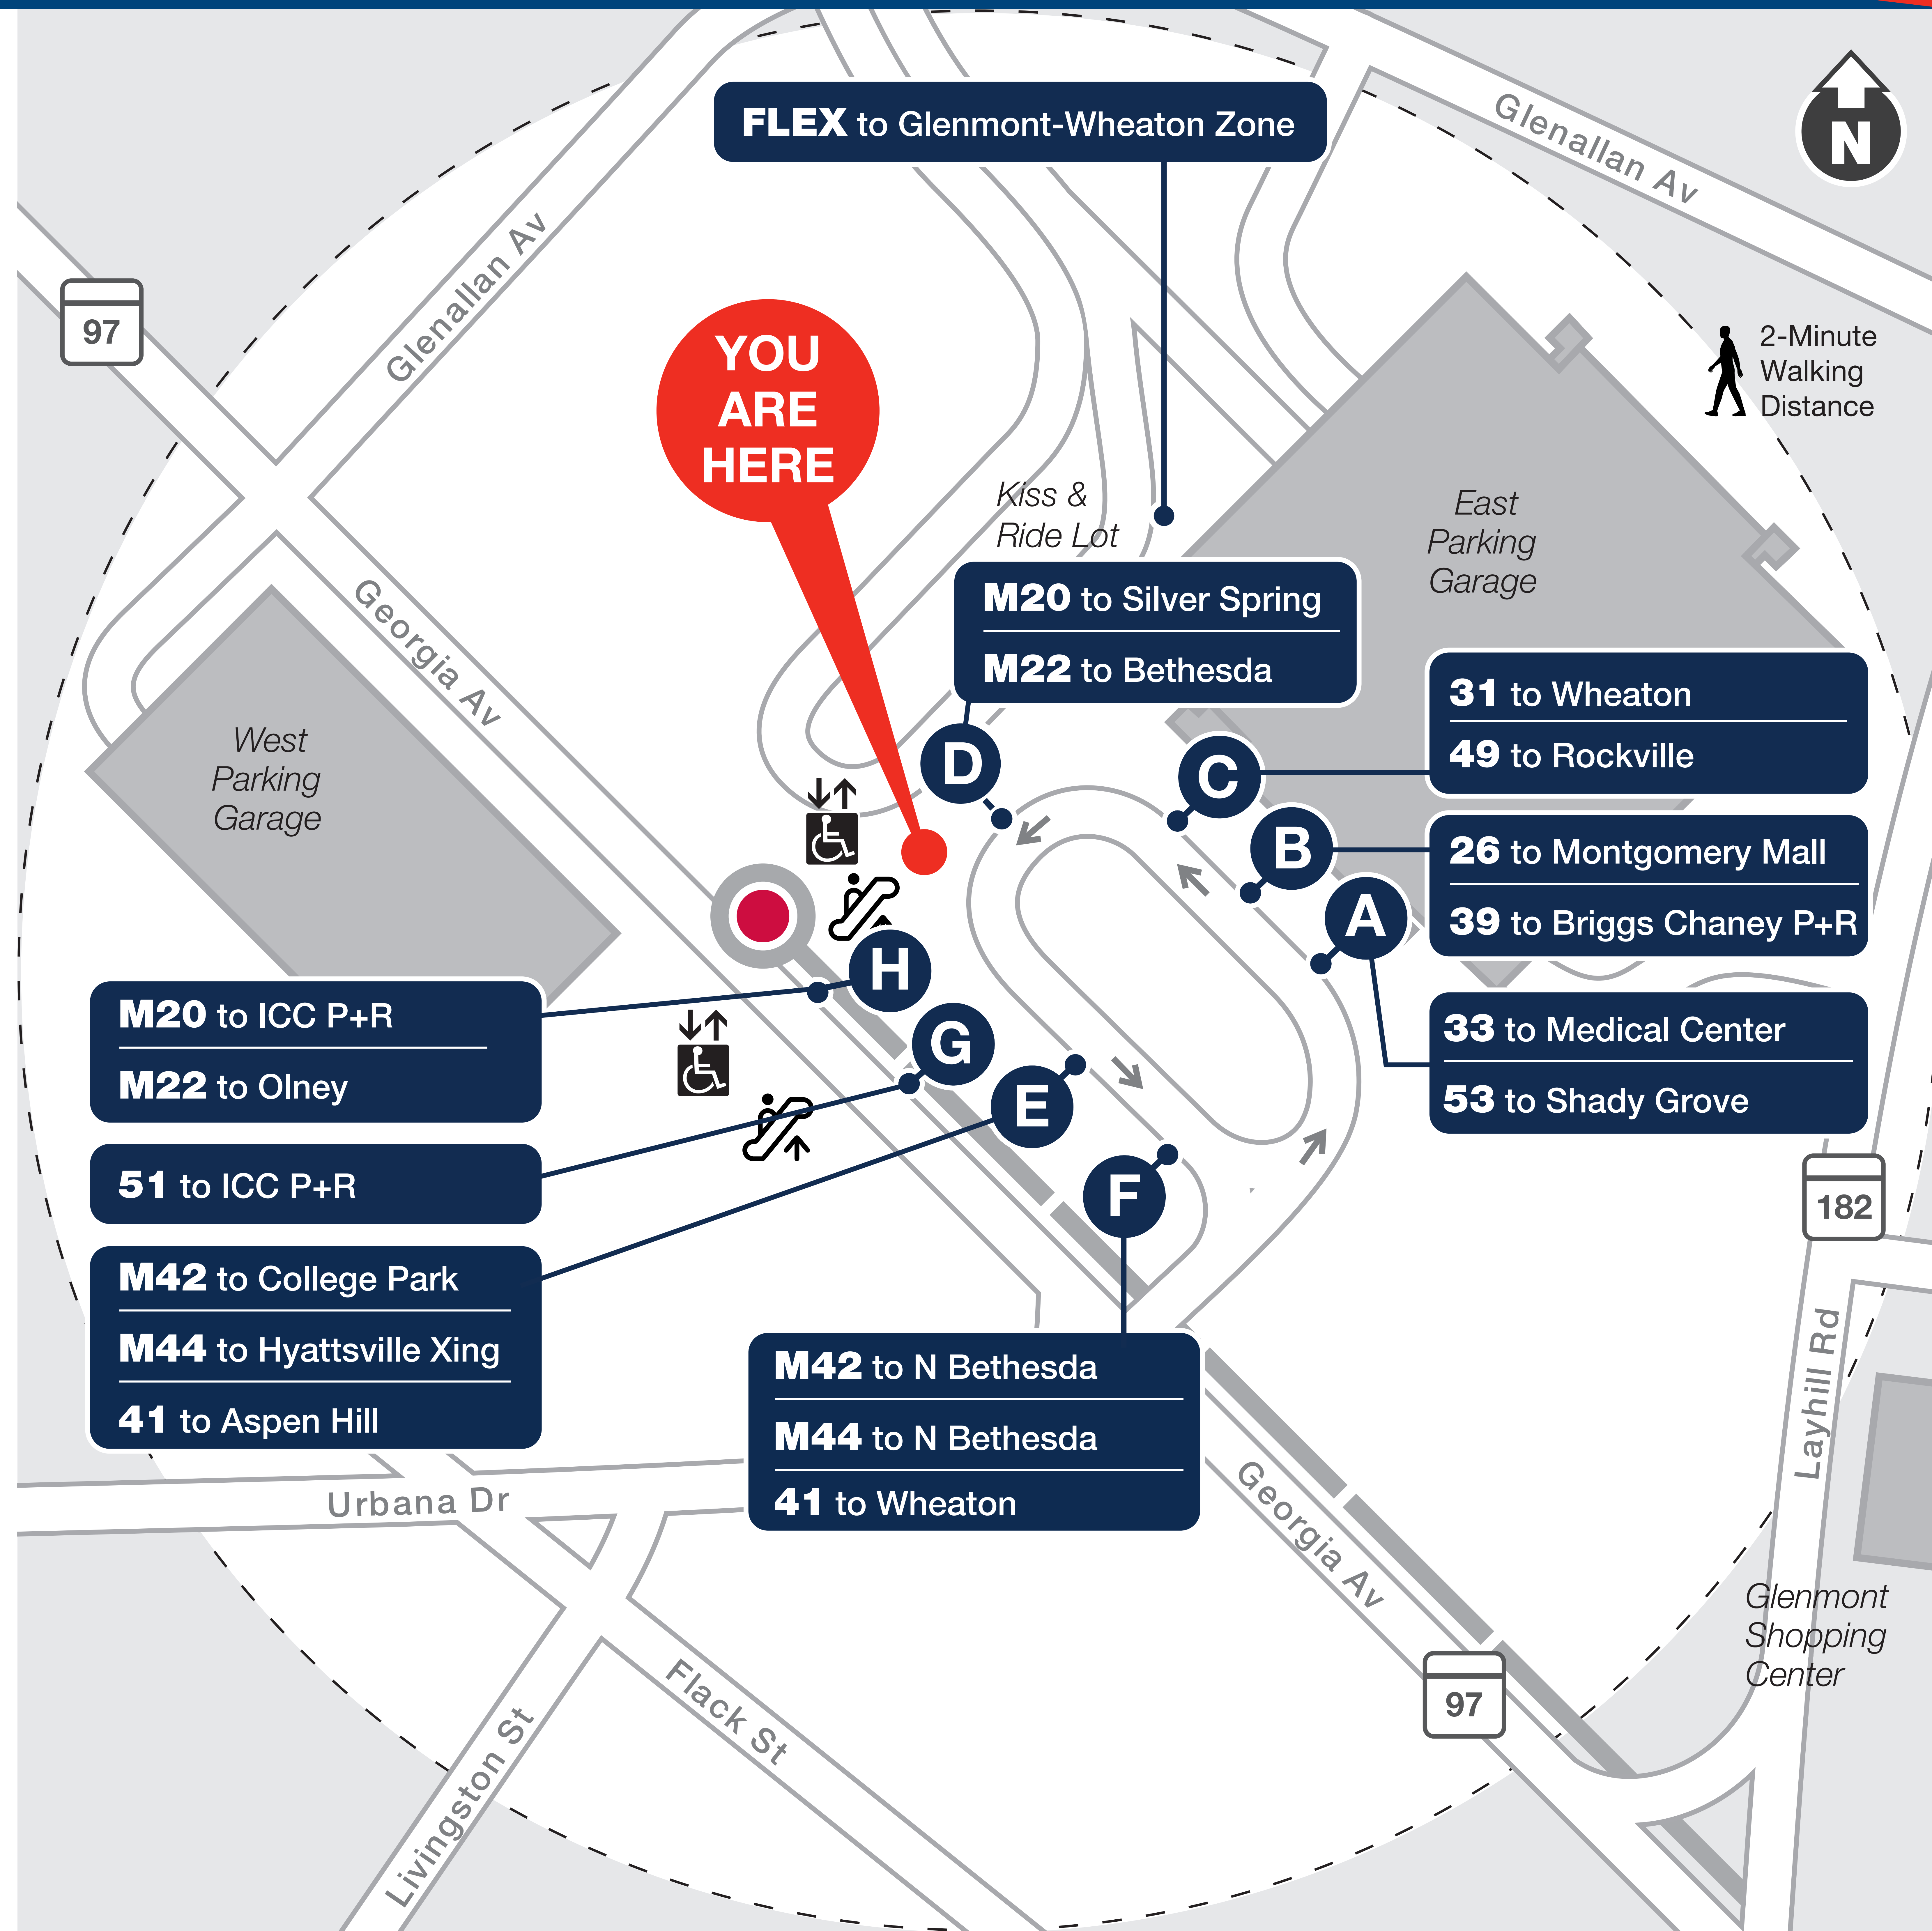 FLEX to Glenmont-Wheaton Zone
Glenallan Av
N
Glenallan Av
97
YOU
ARE
HERE
2-Minute
Walking
Distance
Kiss &
Ride Lot
East
Parking
Garage
M20 to Silver Spring
M22 to Bethesda
Georgia Av
West
Parking
Garage
D
C
B
A
31 to Wheaton
49 to Rockville
26 to Montgomery Mall
39 to Briggs Chaney P+R
33 to Medical Center
53 to Shady Grove
H
G
E
F
M20 to ICC P+R
M22 to Olney
51 to ICC P+R
M42 to College Park
M44 to Hyattsville Xing
41 to Aspen Hill
M42 to N Bethesda
M44 to N Bethesda
41 to Wheaton
182
Layhill Rd
Urbana Dr
Georgia Av
Glenmont
Shopping
Center
97
Flack St
Livingston St